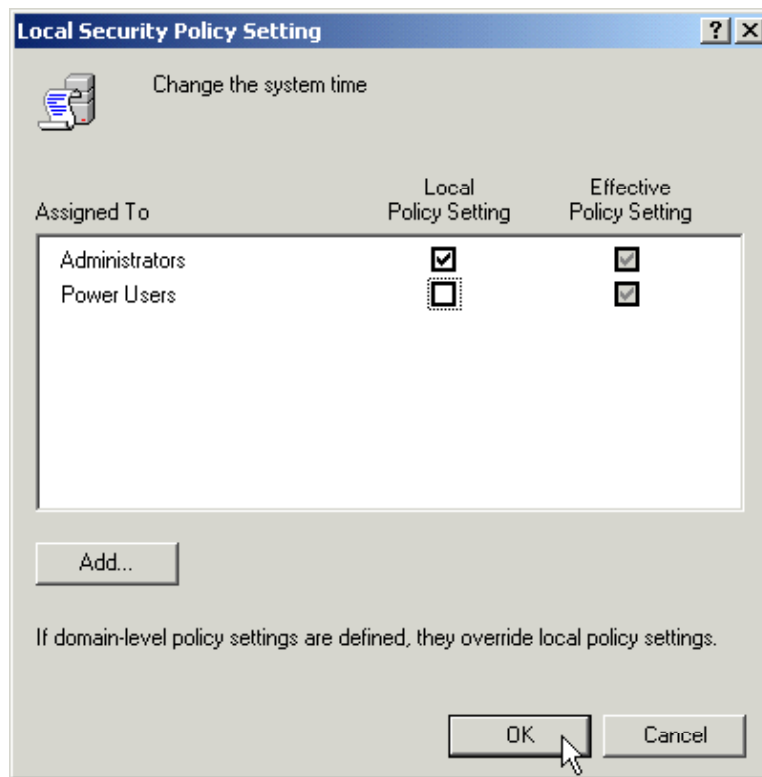 Local Security Policy Setting
Change the system time
Local Effective
Assigned To Policy Setting Policy Setting
Administrators
Power Users
Add...
If domain-level policy settings are defined, they override local policy settings.
OK Cancel